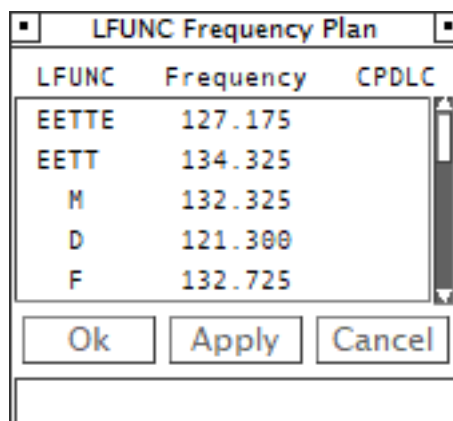 LFUNC Frequency Plan
LFUNC Frequency CPDLC
EETTE 127.175
EETT 134.325
M 132.325
D 121.300
F 132.725
Ok Apply Cancel